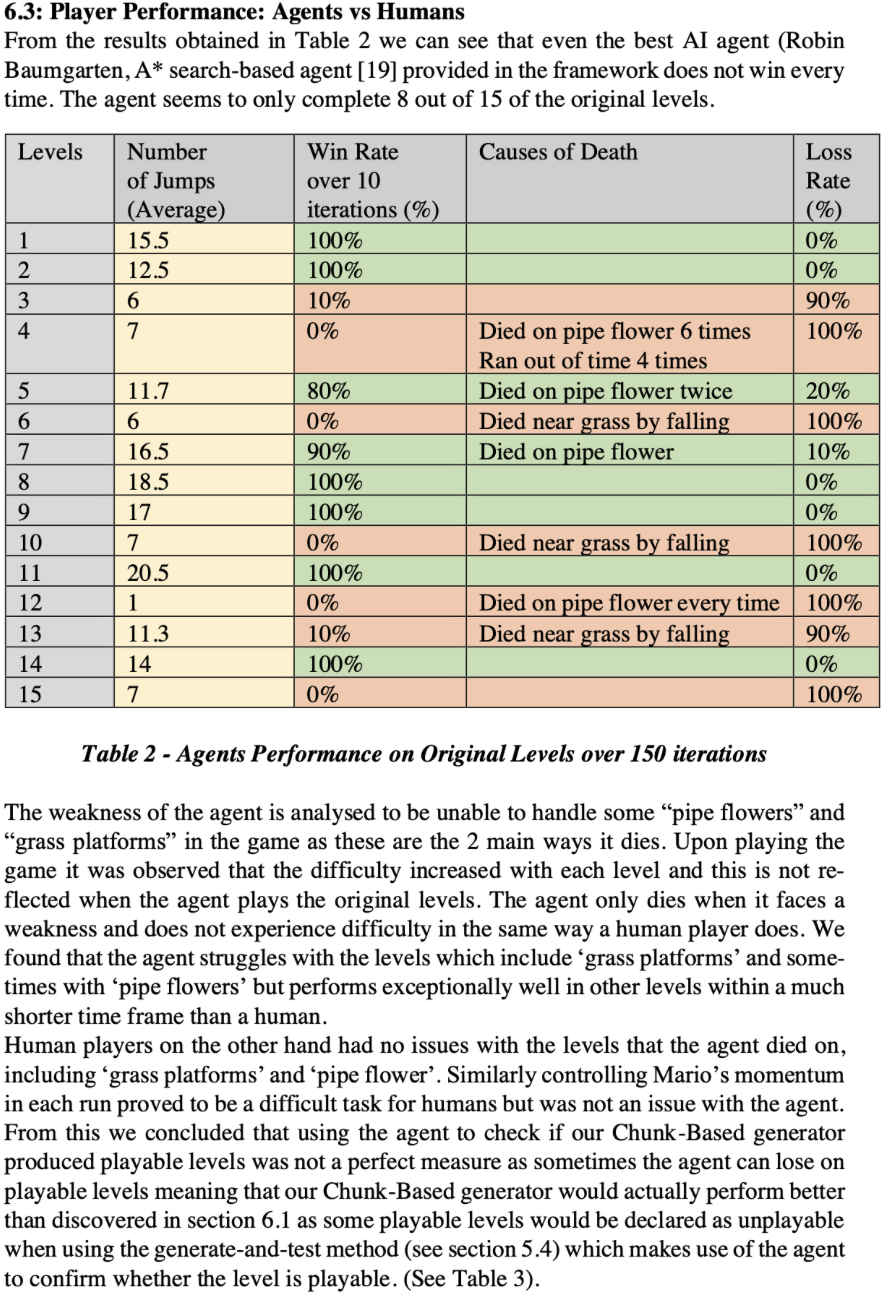 6.3: Player Performance: Agents vs Humans
From the results obtained in Table 2 we can see that even the best AI agent (Robin
Baumgarten, A* search-based agent [19] provided in the framework does not win every
time. The agent seems to only complete 8 out of 15 of the original levels.
Levels Number of Jumps (Average) Win Rate over 10 iterations (%) Causes of Death Loss Rate (%)
1 15.5 100% 0%
2 12.5 100% 0%
3 6 10% 90%
4 7 0% Died on pipe flower 6 times 100%
Ran out of time 4 times
5 11.7 80% Died on pipe flower twice 20%
6 6 0% Died near grass by falling 100%
7 16.5 90% Died on pipe flower 10%
8 18.5 100% 0%
9 17 100% 0%
10 7 0% Died near grass by falling 100%
11 20.5 100% 0%
12 1 0% Died on pipe flower every time 100%
13 11.3 10% Died near grass by falling 90%
14 14 100% 0%
15 7 0% 100%
Table 2 - Agents Performance on Original Levels over 150 iterations
The weakness of the agent is analysed to be unable to handle some “pipe flowers” and
“grass platforms” in the game as these are the 2 main ways it dies. Upon playing the
game it was observed that the difficulty increased with each level and this is not re-
flected when the agent plays the original levels. The agent only dies when it faces a
weakness and does not experience difficulty in the same way a human player does. We
found that the agent struggles with the levels which include ‘grass platforms’ and some-
times with ‘pipe flowers’ but performs exceptionally well in other levels within a much
shorter time frame than a human.
Human players on the other hand had no issues with the levels that the agent died on,
including ‘grass platforms’ and ‘pipe flower’. Similarly controlling Mario’s momentum
in each run proved to be a difficult task for humans but was not an issue with the agent.
From this we concluded that using the agent to check if our Chunk-Based generator
produced playable levels was not a perfect measure as sometimes the agent can lose on
playable levels meaning that our Chunk-Based generator would actually perform better
than discovered in section 6.1 as some playable levels would be declared as unplayable
when using the generate-and-test method (see section 5.4) which makes use of the agent
to confirm whether the level is playable. (See Table 3).